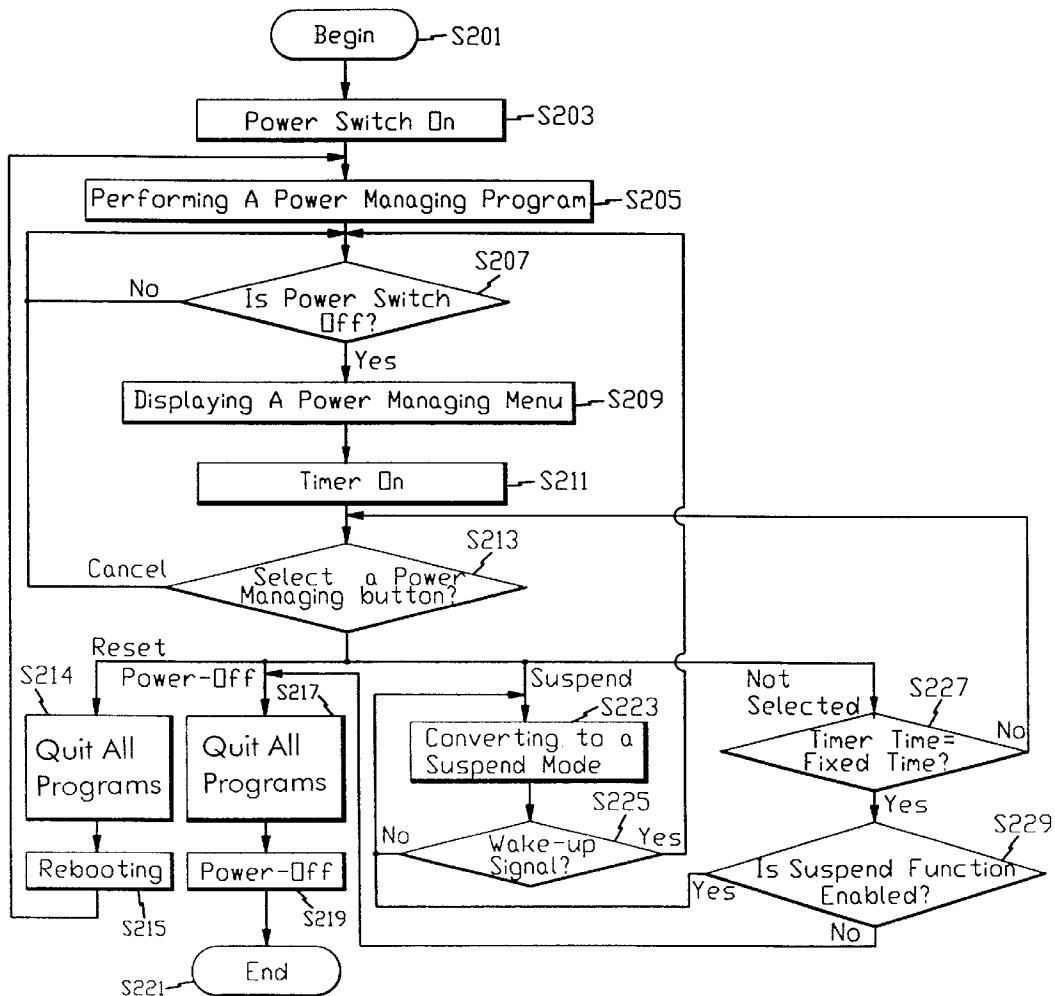 Begin
S201
Power Switch On
S203
Performing A Power Managing Program
S205
S207
No
Is Power Switch
Off?
Yes
Displaying A Power Managing Menu
S209
Timer On
S211
S213
Cancel
Select a Power
Managing button?
Reset
S214
Power-Off
S217
Suspend
S223
Not
Selected
S227
Quit All
Programs
Quit All
Programs
Converting to a
Suspend Mode
Timer Time=
Fixed Time?
No
S225
Yes
S229
No
Wake-up
Signal?
Yes
Rebooting
Power-Off
Yes
Is Suspend Function
Enabled?
S215
S219
No
End
S221